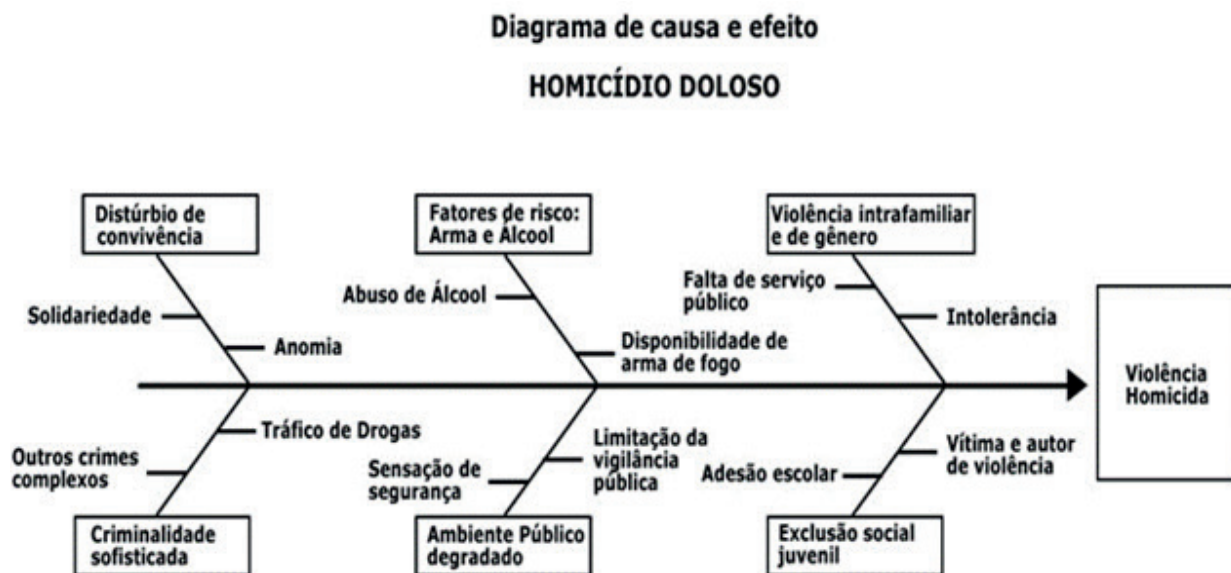 Diagrama de causa e efeito
HOMICÍDIO DOLOSO
Distúrbio de
convivência
Fatores de risco:
Arma e Álcool
Violência intrafamiliar
e de gênero
Solidariedade
Anomia
Abuso de Álcool
Disponibilidade de
arma de fogo
Falta de serviço
público
Intolerância
Violência
Homicida
Outros crimes
complexos
Tráfico de Drogas
Sensação de
segurança
Limitação da
vigilância
pública
Adesão escolar
Vítima e autor
de violência
Criminalidade
sofisticada
Ambiente Público
degradado
Exclusão social
juvenil